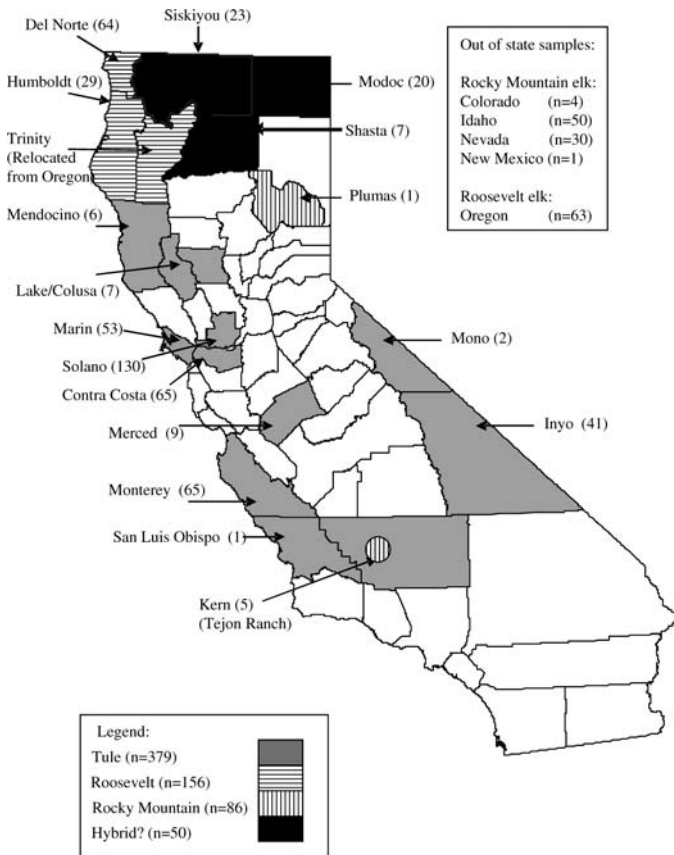 Siskiyou (23)
Del Norte (64)
Humboldt (29)
Modoc (20)
Trinity
(Relocated
from Oregon)
Shasta (7)
Plumas (1)
Mendocino (6)
Lake/Colusa (7)
Marin (53)
Mono (2)
Solano (130)
Contra Costa (65)
Merced (9)
Inyo (41)
Monterey (65)
San Luis Obispo (1)
Kern (5)
(Tejon Ranch)
Out of state samples:
Rocky Mountain elk:
Colorado (n=4)
Idaho (n=50)
Nevada (n=30)
New Mexico (n=1)
Roosevelt elk:
Oregon (n=63)
Legend:
Tule (n=379)
Roosevelt (n=156)
Rocky Mountain (n=86)
Hybrid? (n=50)